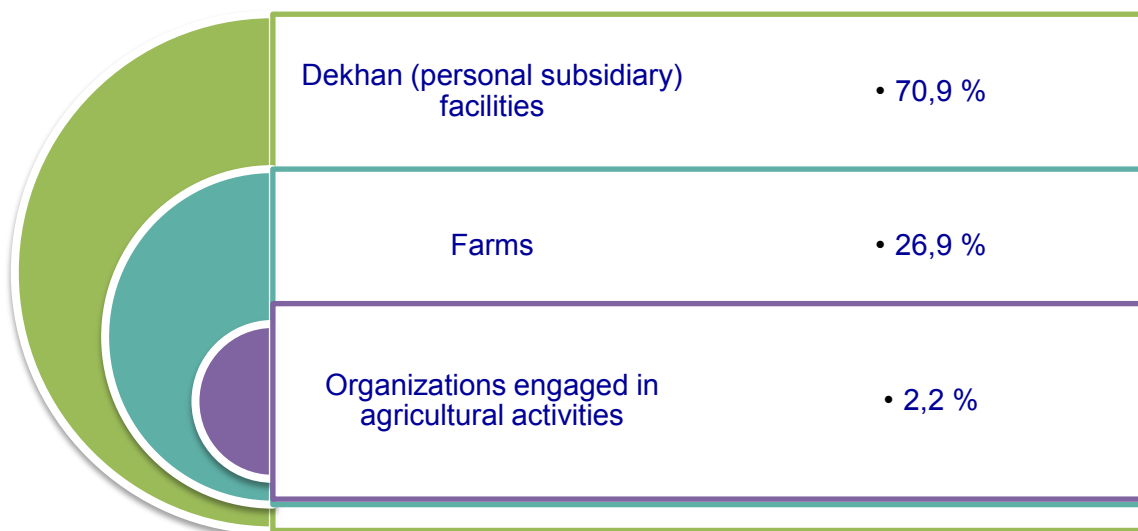 Dekhan (personal subsidiary)
facilities
• 70,9 %
Farms
• 26,9 %
Organizations engaged in
agricultural activities
• 2,2 %